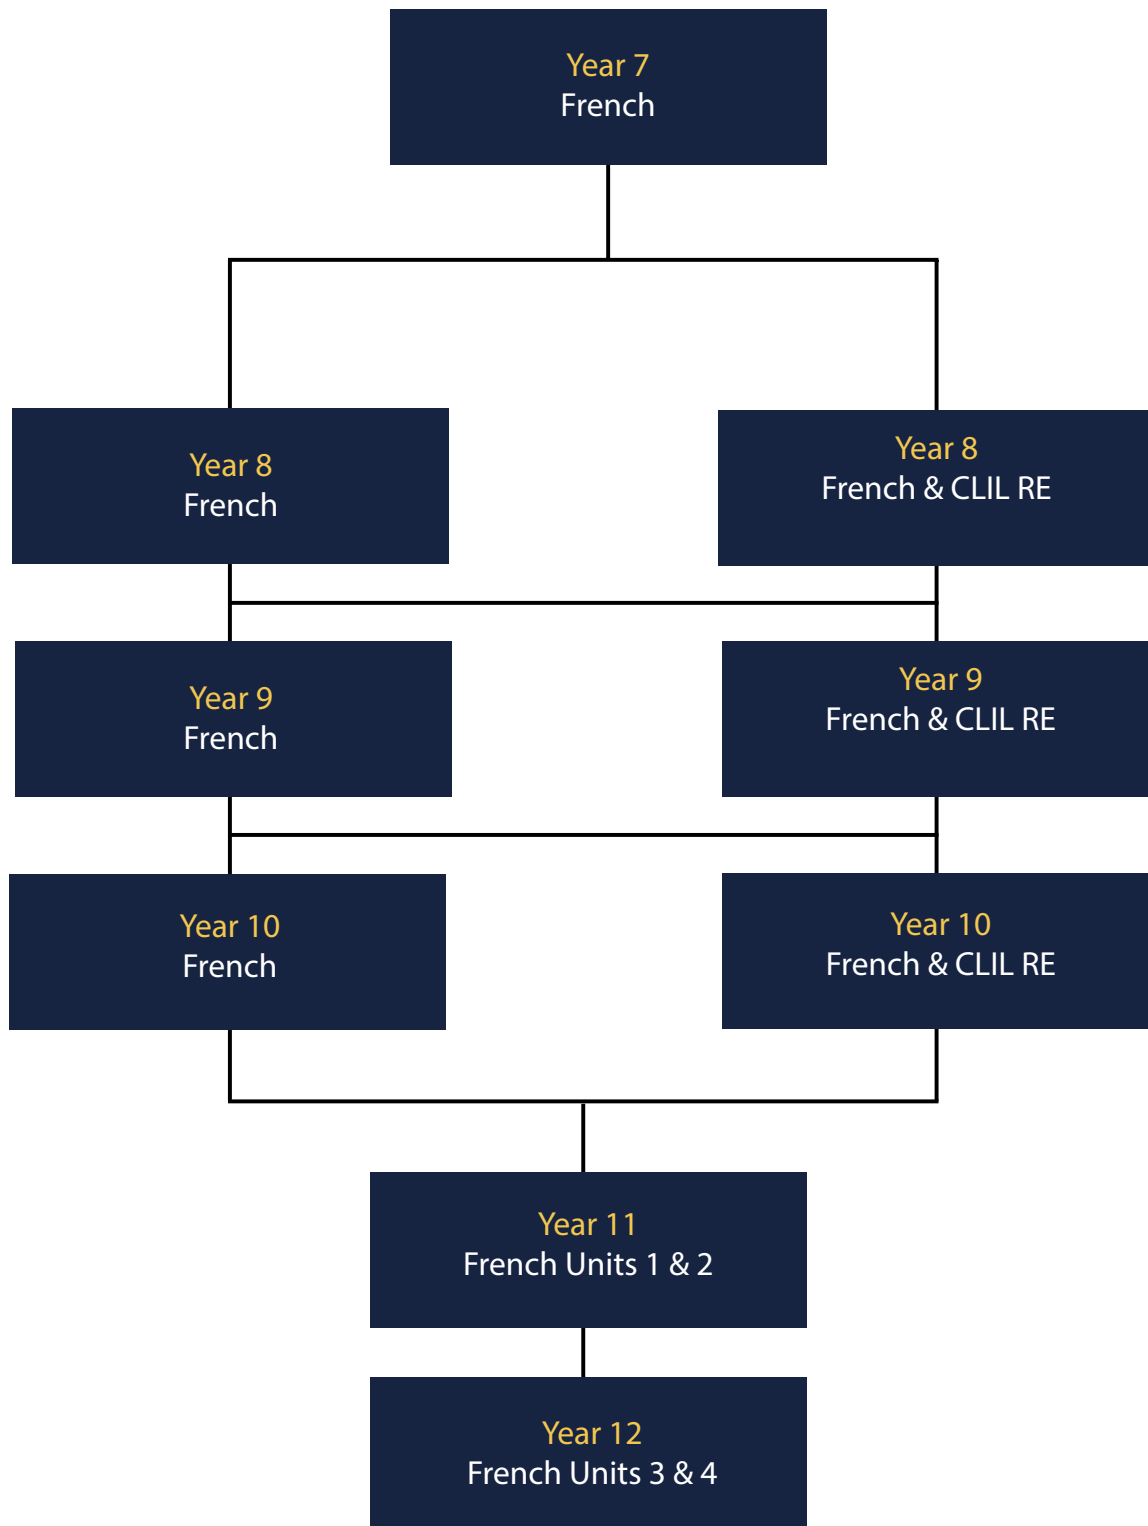 Year 7
French
Year 8
French
Year 8
French & CLIL RE
Year 9
French
Year 9
French & CLIL RE
Year 10
French
Year 10
French & CLIL RE
Year 11
French Units 1 & 2
Year 12
French Units 3 & 4